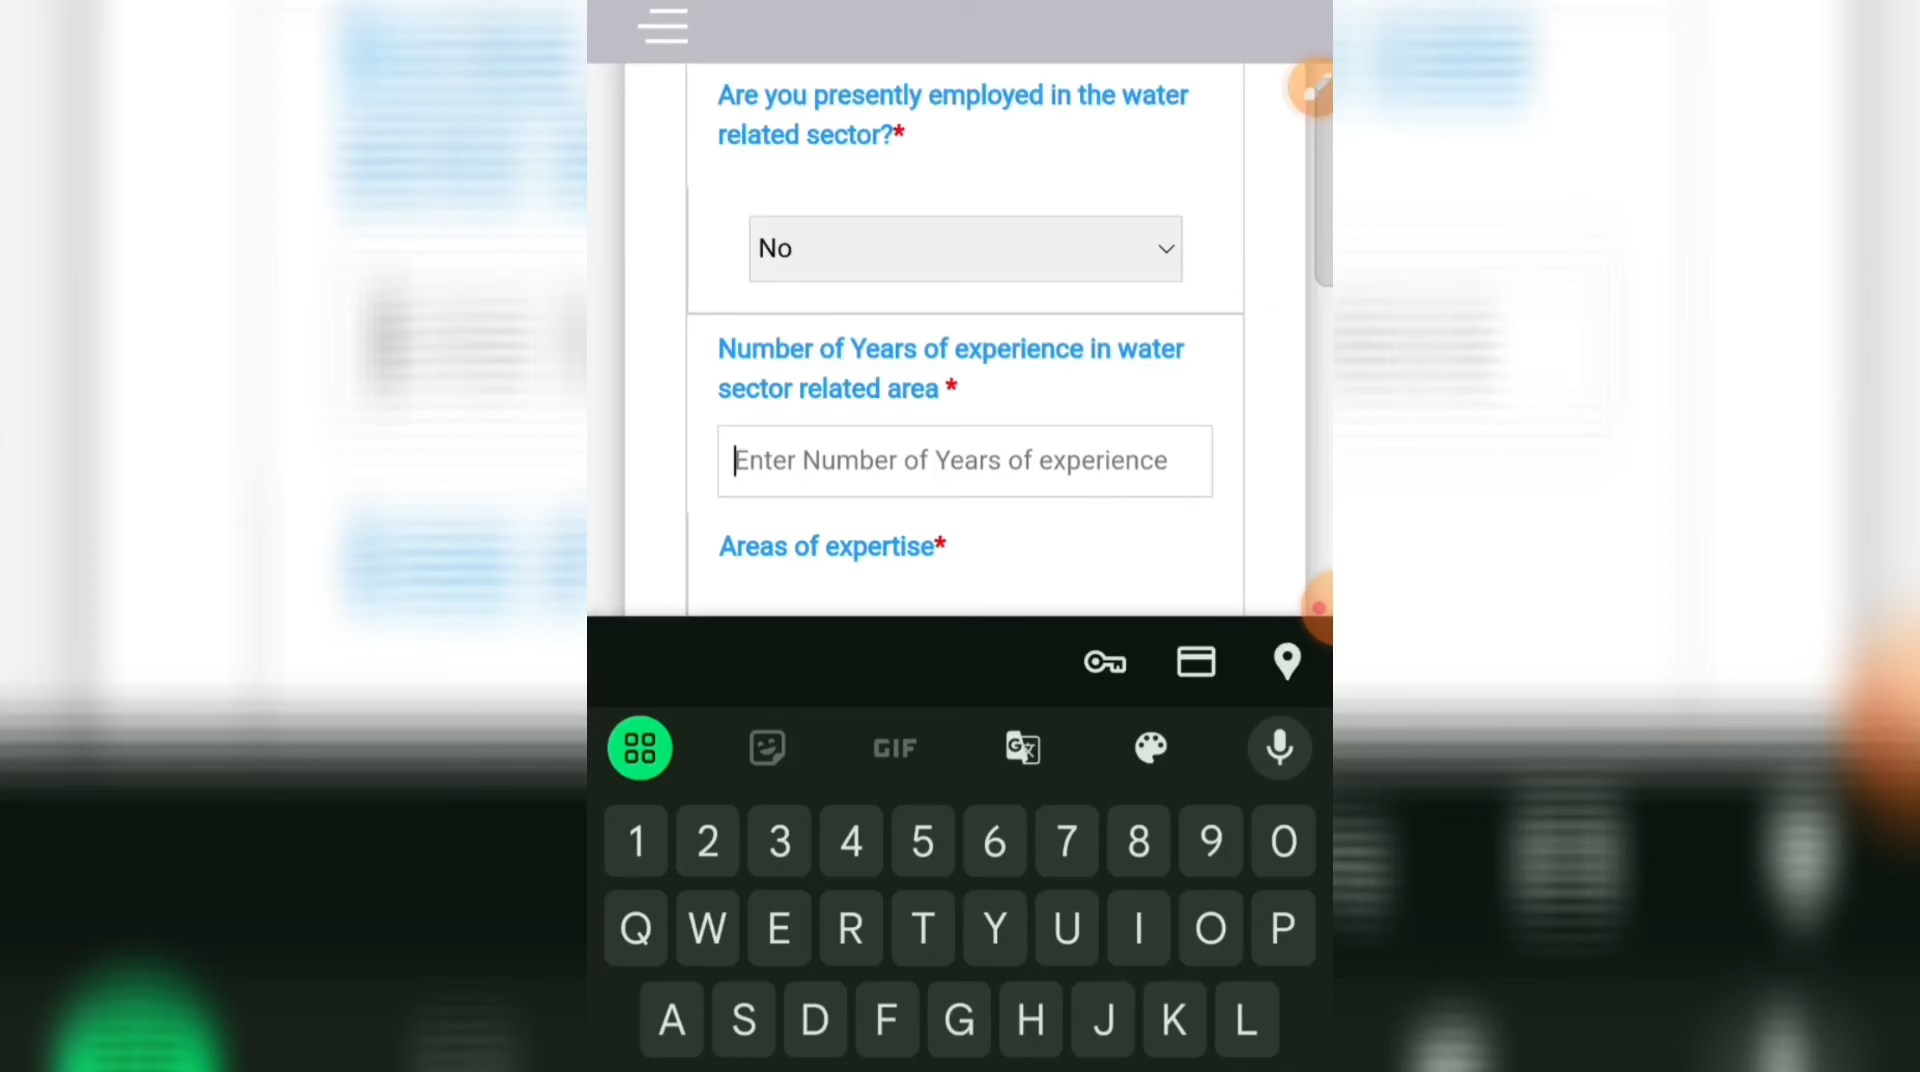 Are you presently employed in the water
related sector?*
No
Number of Years of experience in water
sector related area *
Enter Number of Years of experience
Areas of expertise*
GIF
G
1 2 3 4 5 6 7 8 9 0
Q W E R T Y U I O P
A S D F G H J K L